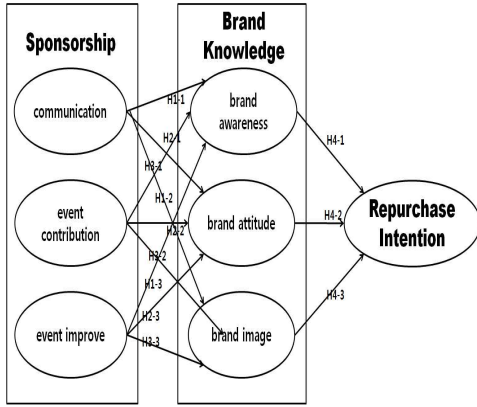 Sponsorship
communication
event
contribution
event improve
Brand
Knowledge
brand
awareness
brand attitude
brand image
H1-1
H2-1
H3-1
H1-2
H2-2
H3-2
H1-3
H2-3
H3-3
H4-1
H4-2
H4-3
Repurchase
Intention